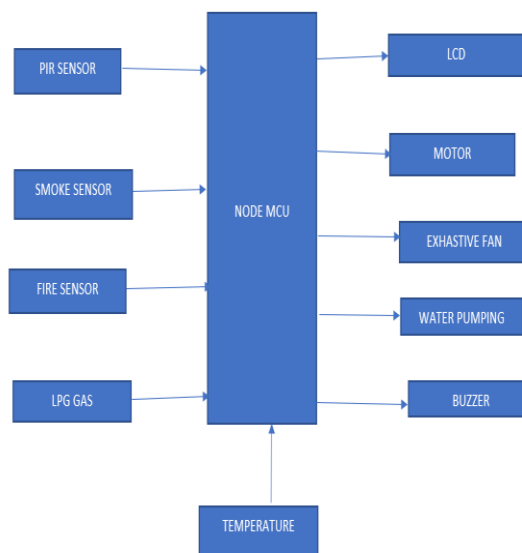 PIR SENSOR
SMOKE SENSOR
FIRE SENSOR
LPG GAS
NODE MCU
TEMPERATURE
LCD
MOTOR
EXHASTIVE FAN
WATER PUMPING
BUZZER